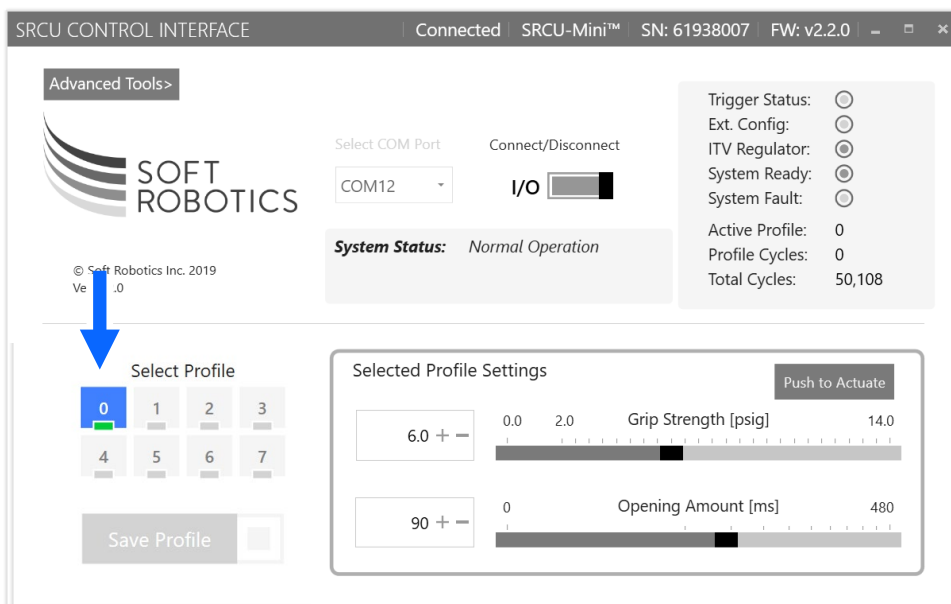 SRCU CONTROL INTERFACE
Connected | SRCU-Mini™ | SN: 61938007 | FW: v2.2.0
Advanced Tools>
SOFT
ROBOTICS
© Soft Robotics Inc. 2019
Select COM Port
COM12
Connect/Disconnect
I/O
System Status: Normal Operation
Trigger Status:
Ext. Config:
ITV Regulator:
System Ready:
System Fault:
Active Profile: 0
Profile Cycles: 0
Total Cycles: 50,108
Select Profile
0 1 2 3
4 5 6 7
Save Profile
Selected Profile Settings
Push to Actuate
6.0 + −
0.0 2.0 Grip Strength [psig] 14.0
90 + −
0 Opening Amount [ms] 480